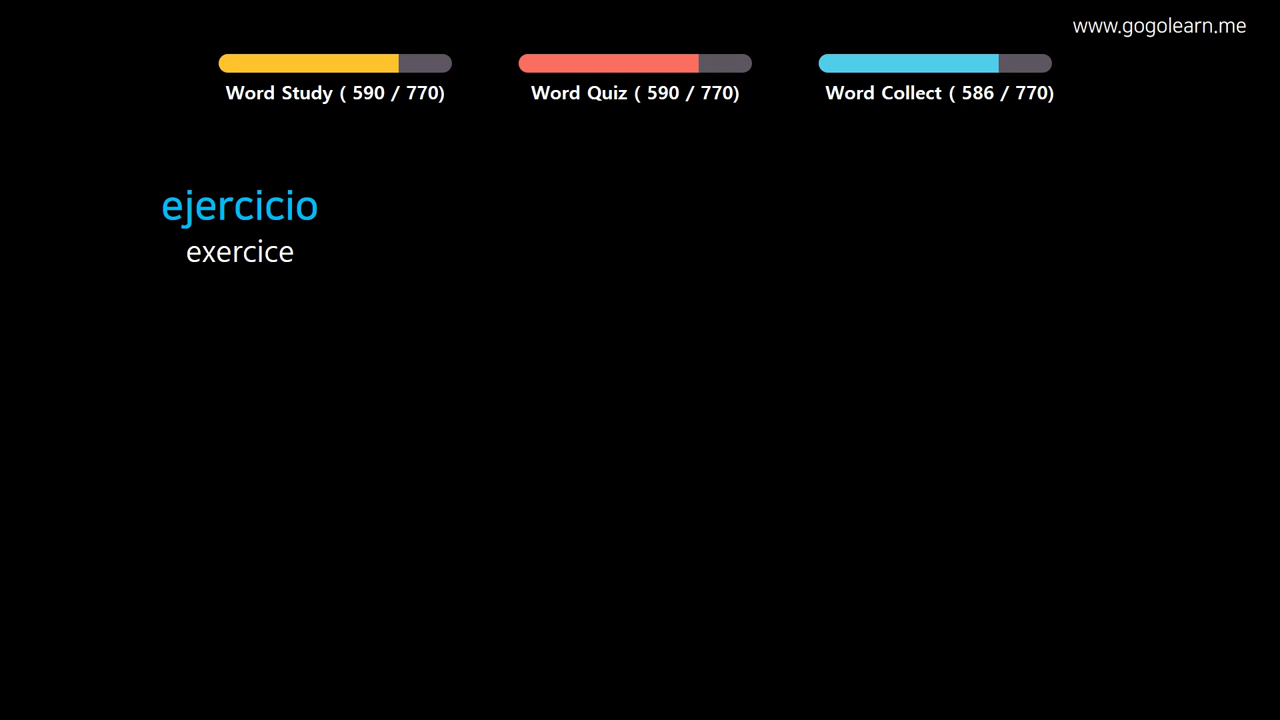 www.gogolearn.me
Word Study ( 590 / 770)
Word Quiz ( 590 / 770)
Word Collect ( 586 / 770)
ejercicio
exercice